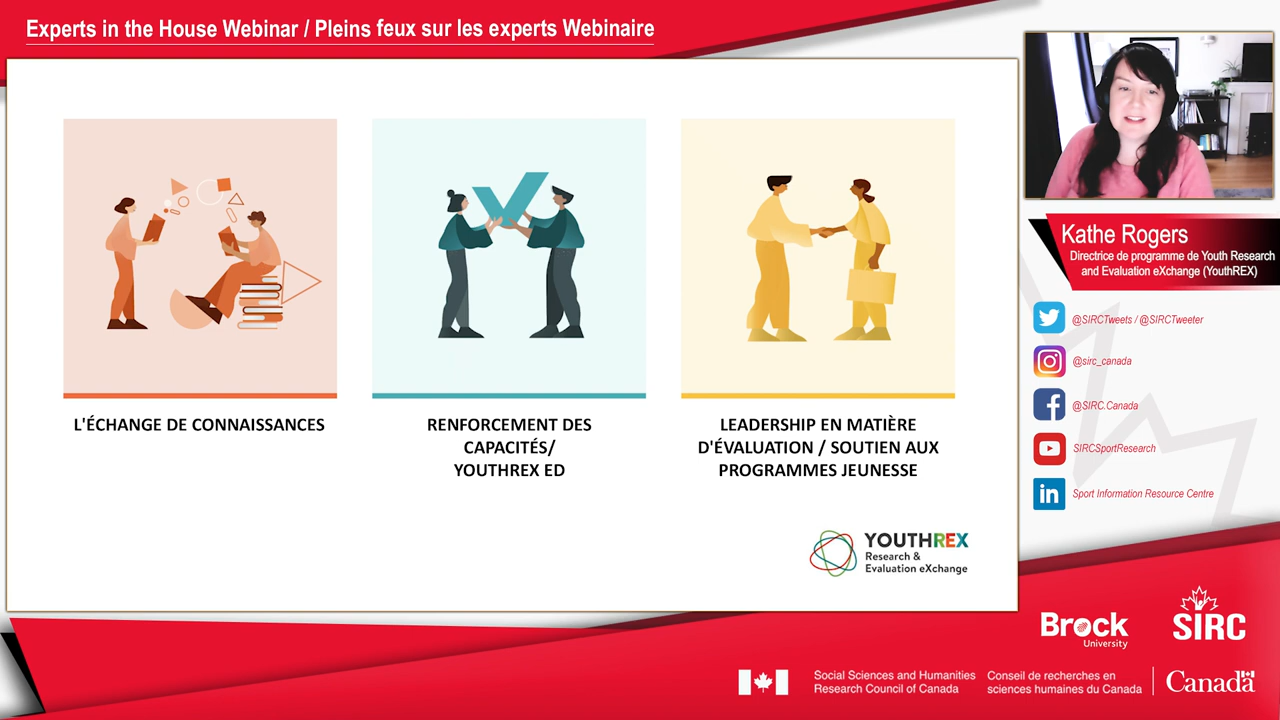 Experts in the House Webinar / Pleins feux sur les experts Webinaire
L'ÉCHANGE DE CONNAISSANCES
RENFORCEMENT DES
CAPACITÉS/
YOUTHREX ED
LEADERSHIP EN MATIÈRE
D'ÉVALUATION / SOUTIEN AUX
PROGRAMMES JEUNESSE
YOUTHREX
Research &
Evaluation eXchange
Kathe Rogers
Directrice de programme de Youth Research
and Evaluation eXchange (YouthREX)
@SIRCTweets / @SIRCTweeter
@sirc_canada
@SIRC.Canada
SIRCSportResearch
Sport Information Resource Centre
Brock
University
SIRC
Social Sciences and Humanities
Research Council of Canada
Conseil de recherches en
sciences humaines du Canada
Canada